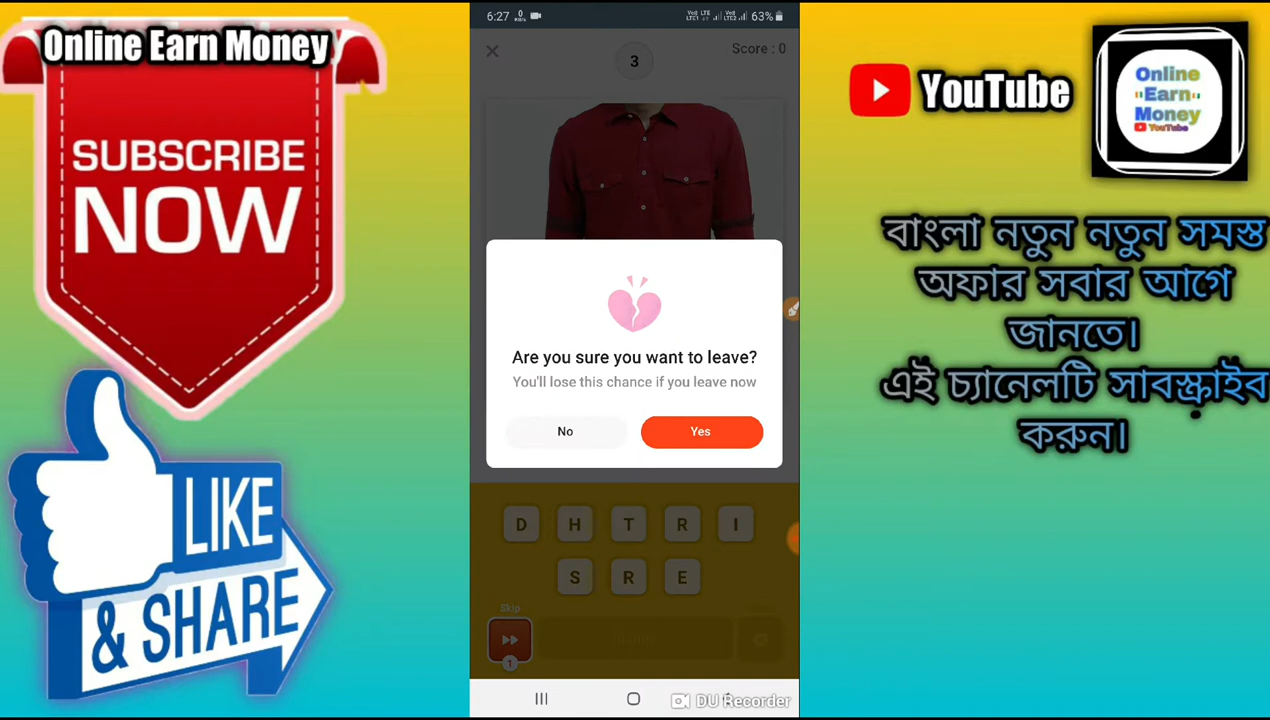 Online Earn Money
SUBSCRIBE
NOW
LIKE
& SHARE
6:27
63%
Score : 0
3
Are you sure you want to leave?
You'll lose this chance if you leave now
No
Yes
D H T R I
S R E
Skip
1
DU Recorder
YouTube
Online
Earn
Money
YouTube
বাংলা নতুন নতুন সমস্ত
অফার সবার আগে
জানতে।
এই চ্যানেলটি সাবস্ক্রাইব
করুন।